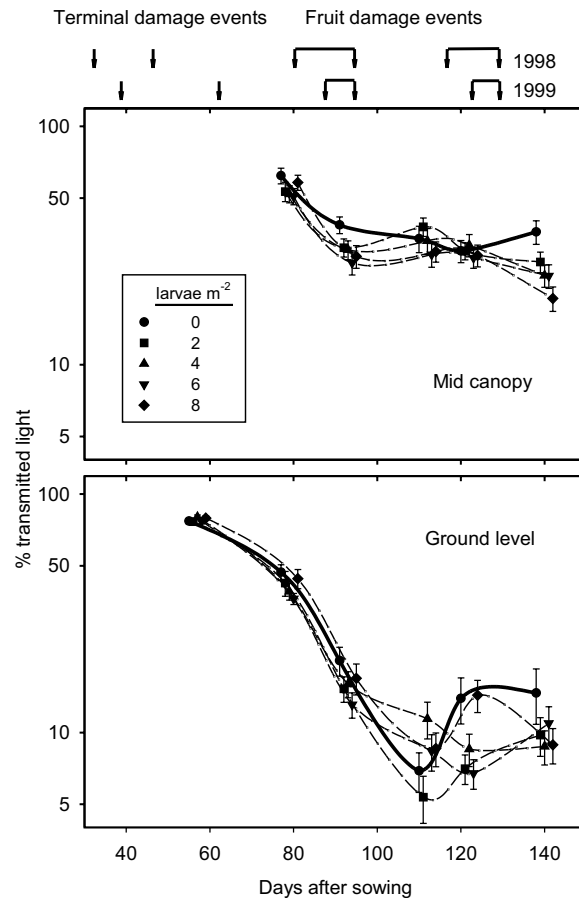 Terminal damage events Fruit damage events
1998
1999
100
50
10
5
larvae m-2
0
2
4
6
8
Mid canopy
% transmitted light
100
50
10
5
Ground level
40 60 80 100 120 140
Days after sowing